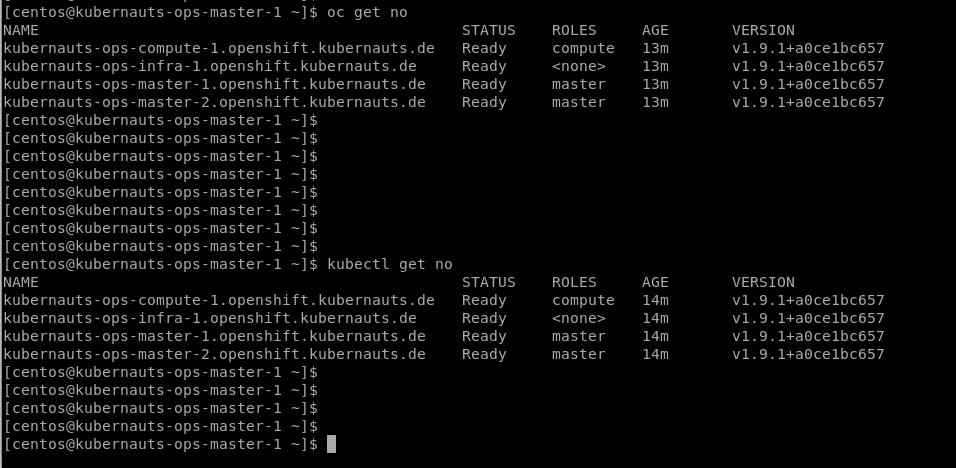 [centos@kubernauts-ops-master-1 ~]$ oc get no
NAME STATUS ROLES AGE VERSION
kubernauts-ops-compute-1.openshift.kubernauts.de Ready compute 13m v1.9.1+a0ce1bc657
kubernauts-ops-infra-1.openshift.kubernauts.de Ready <none> 13m v1.9.1+a0ce1bc657
kubernauts-ops-master-1.openshift.kubernauts.de Ready master 13m v1.9.1+a0ce1bc657
kubernauts-ops-master-2.openshift.kubernauts.de Ready master 13m v1.9.1+a0ce1bc657
[centos@kubernauts-ops-master-1 ~]$
[centos@kubernauts-ops-master-1 ~]$
[centos@kubernauts-ops-master-1 ~]$
[centos@kubernauts-ops-master-1 ~]$
[centos@kubernauts-ops-master-1 ~]$
[centos@kubernauts-ops-master-1 ~]$
[centos@kubernauts-ops-master-1 ~]$
[centos@kubernauts-ops-master-1 ~]$
[centos@kubernauts-ops-master-1 ~]$ kubectl get no
NAME STATUS ROLES AGE VERSION
kubernauts-ops-compute-1.openshift.kubernauts.de Ready compute 14m v1.9.1+a0ce1bc657
kubernauts-ops-infra-1.openshift.kubernauts.de Ready <none> 14m v1.9.1+a0ce1bc657
kubernauts-ops-master-1.openshift.kubernauts.de Ready master 14m v1.9.1+a0ce1bc657
kubernauts-ops-master-2.openshift.kubernauts.de Ready master 14m v1.9.1+a0ce1bc657
[centos@kubernauts-ops-master-1 ~]$
[centos@kubernauts-ops-master-1 ~]$
[centos@kubernauts-ops-master-1 ~]$
[centos@kubernauts-ops-master-1 ~]$
[centos@kubernauts-ops-master-1 ~]$